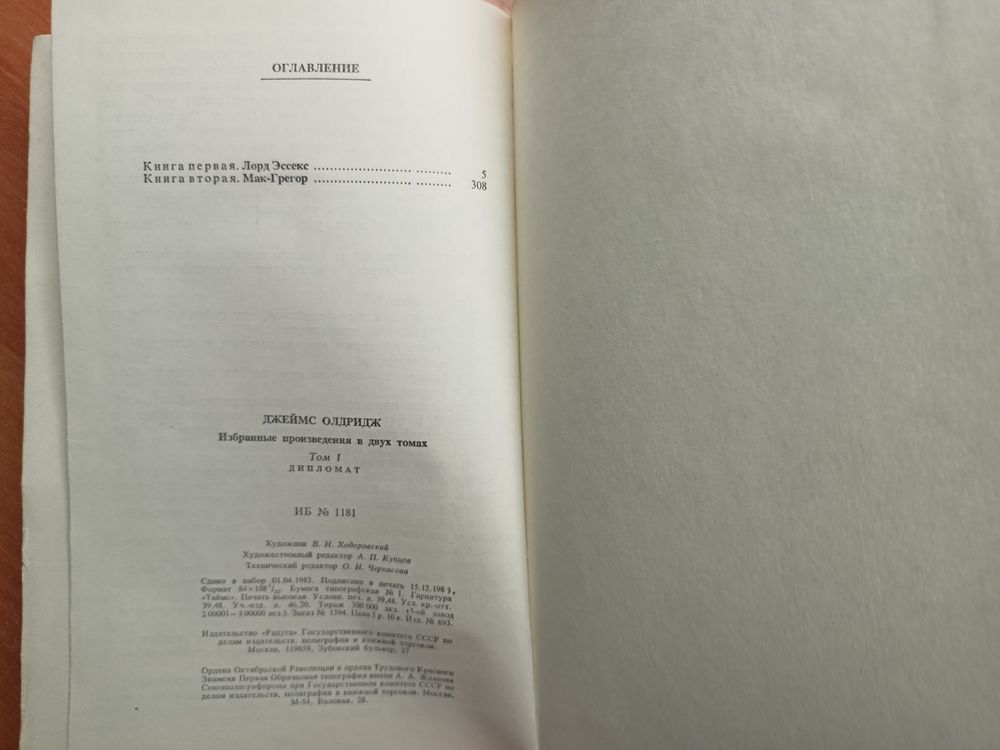 ОГЛАВЛЕНИЕ
Книга первая. Лорд Эссекс ........................ ......... 5
Книга вторая. Мак-Грегор ........................ ......... 308
ДЖЕЙМС ОЛДРИДЖ
Избранные произведения в двух томах
Том I
ДИПЛОМАТ
ИБ № 1181
Художник В. И. Ходоровский
Художественный редактор А. П. Купцов
Технический редактор О. Н. Черкасова
Сдано в набор 01.04.1983. Подписано в печать 15.12.1983.
Формат 84×108 1/32. Бумага типографская № 1. Гарнитура
«Таймс». Печать высокая. Условн. печ. л. 39,48. Усл. кр.-отт.
39,48. Уч.-изд. л. 46,20. Тираж 300 000 экз. завод
200001—300000 экз.). Заказ № 1594. Цена 5 р. 10 к. Изд. № 693.
Издательство «Радуга» Государственного комитета СССР по
делам издательств, полиграфии и книжной торговли.
Москва, 119859, Зубовский бульвар, 17
Ордена Октябрьской Революции и ордена Трудового Красного
Знамени Первая Образцовая типография имени А. А. Жданова
Союзполиграфпрома при Государственном комитете СССР по
делам издательств, полиграфии и книжной торговли. Москва,
М-54, Валовая, 28.